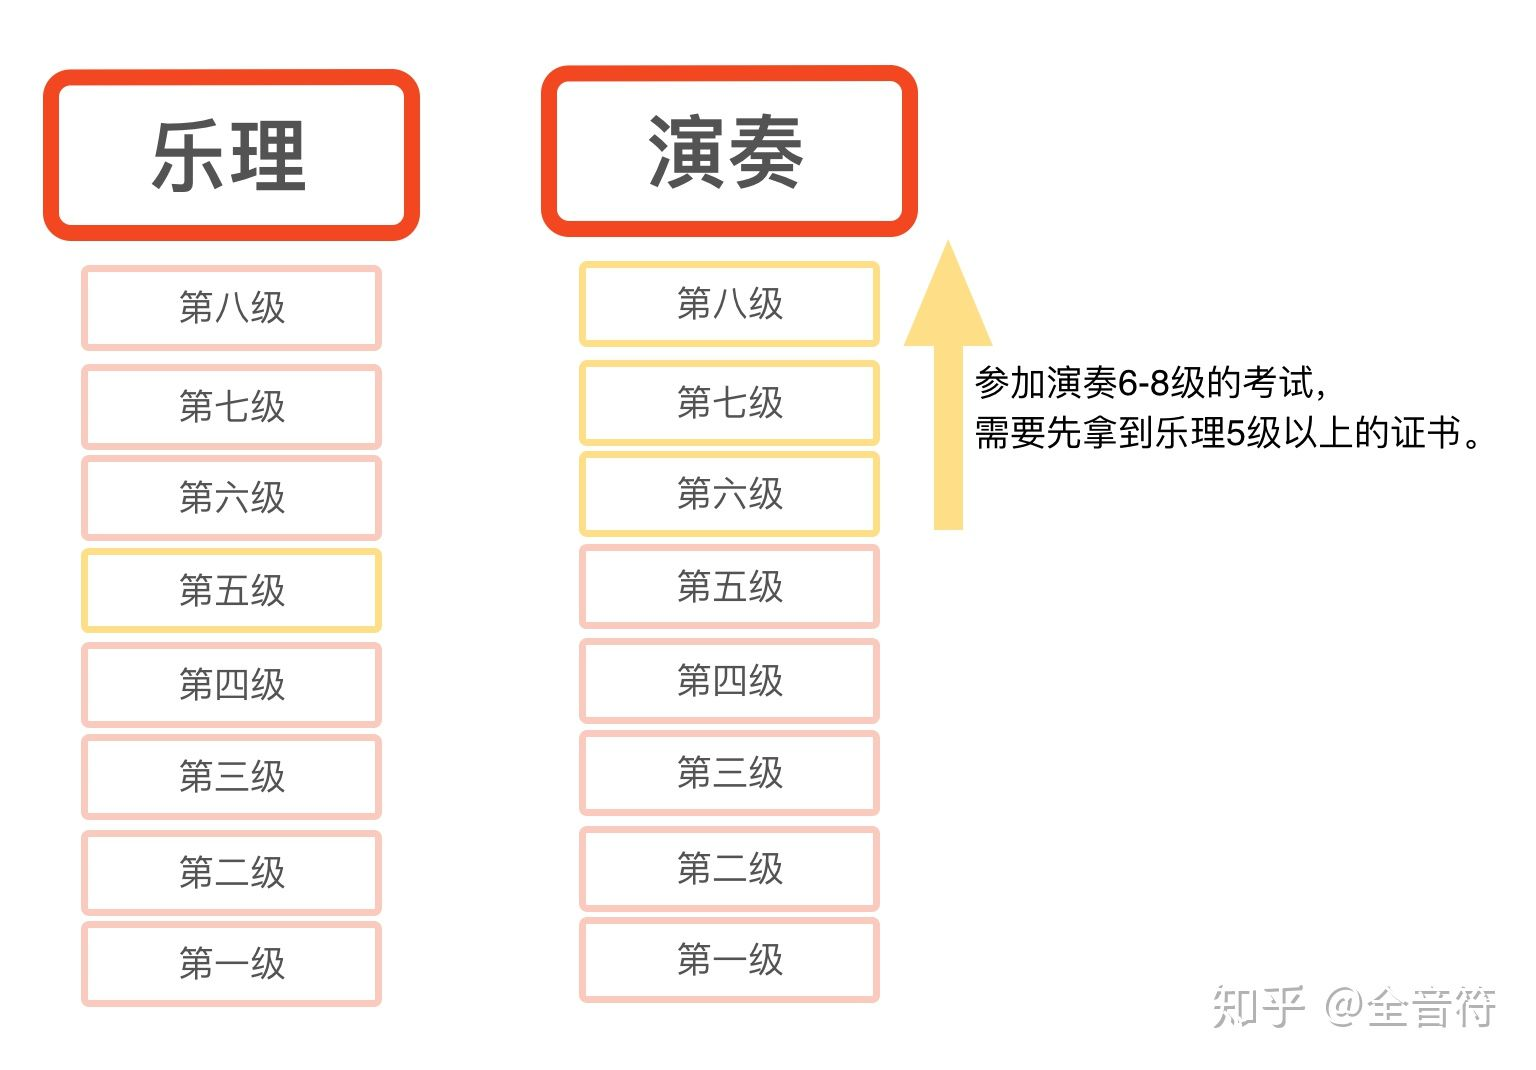 乐理
第八级
第七级
第六级
第五级
第四级
第三级
第二级
第一级
演奏
第八级
第七级
第六级
第五级
第四级
第三级
第二级
第一级
参加演奏6-8级的考试，
需要先拿到乐理5级以上的证书。
知乎 @全音符